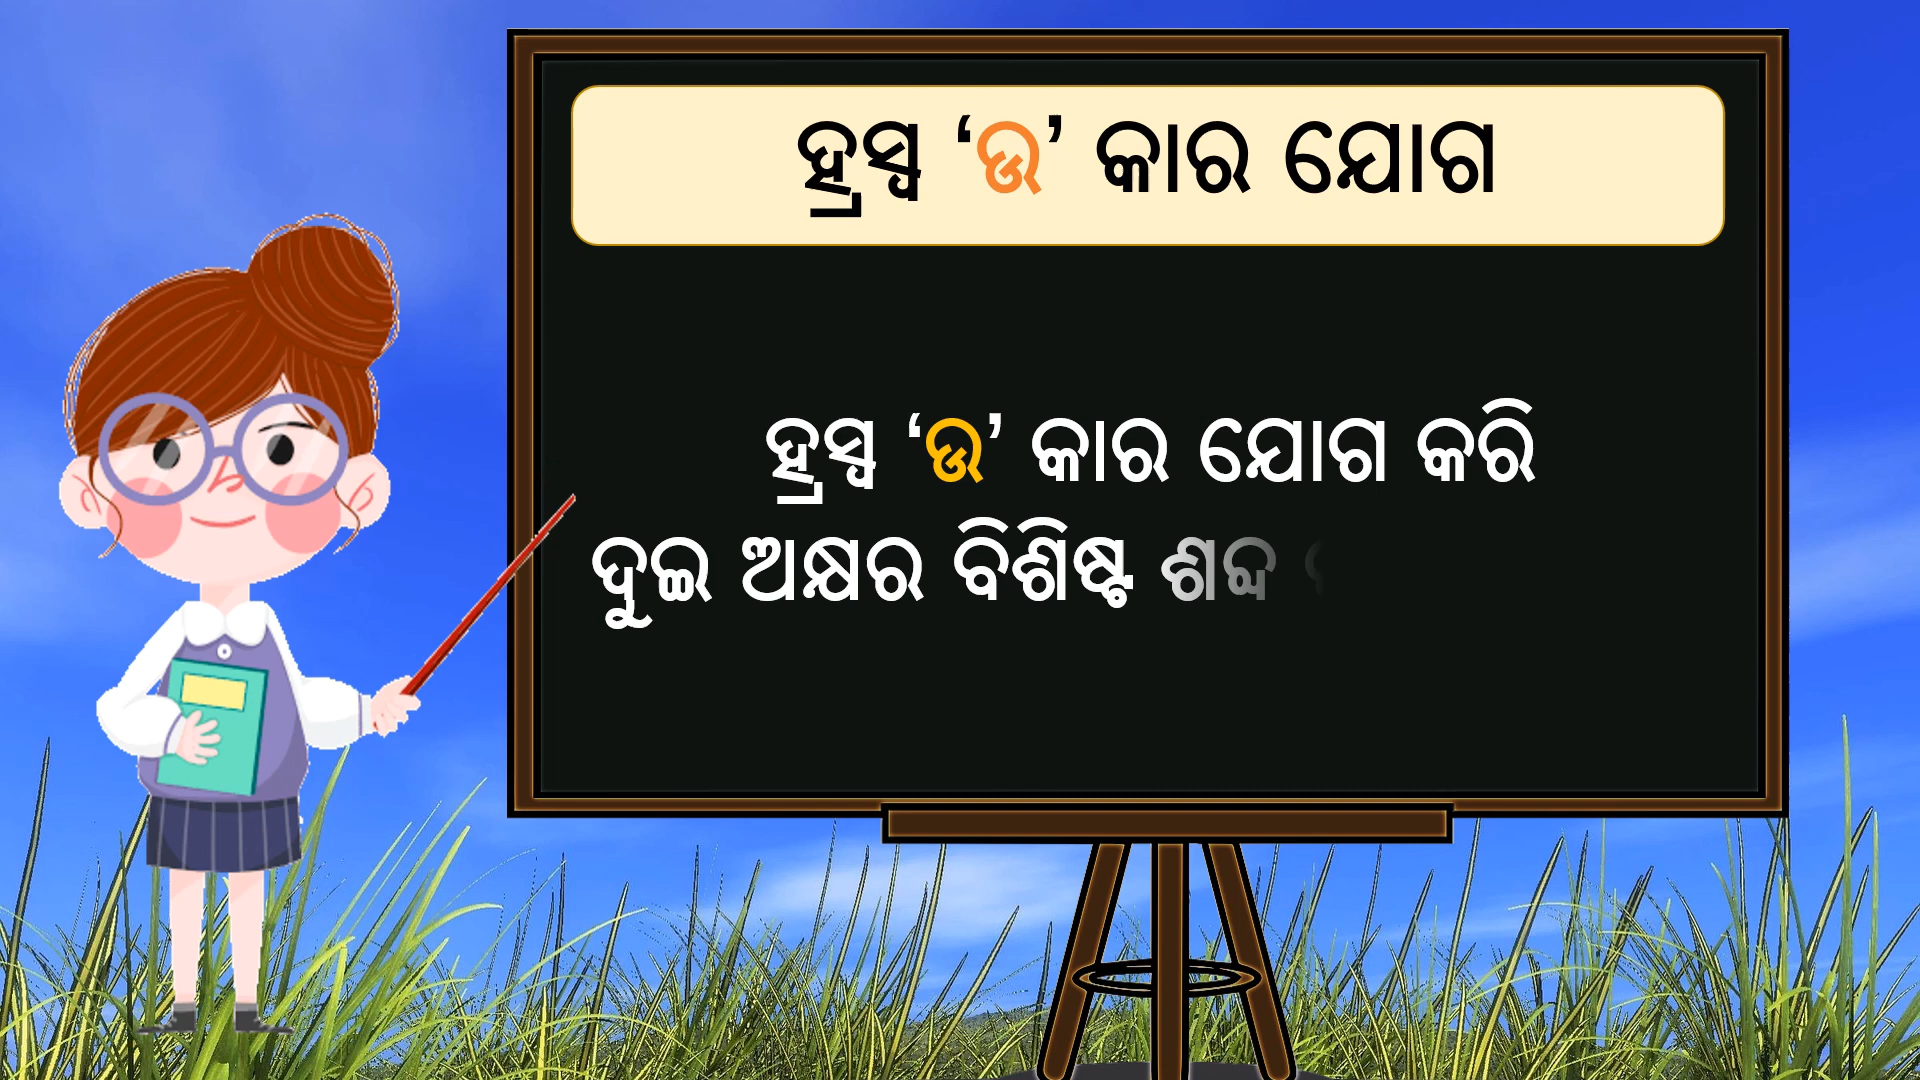 ହ୍ରସ୍ୱ ‘ଉ’ କାର ଯୋଗ
ହ୍ରସ୍ୱ ‘ଉ’ କାର ଯୋଗ କରି
ଦୁଇ ଅକ୍ଷର ବିଶିଷ୍ଟ ଶବ୍ଦ